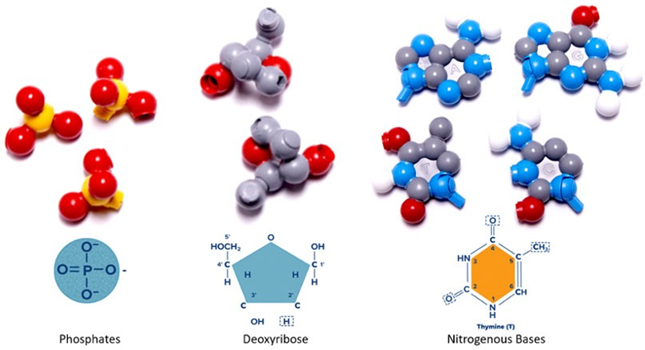 A
G
T
C
O⁻
O=P-O -
O⁻
5'
HOCH₂ O OH
4' C C 1'
H H H H
3' 2'
C C
OH H
O
C
4
HN 3 5 CH₃
2 6
O C CH
1
N
H
Thymine (T)
Phosphates Deoxyribose Nitrogenous Bases